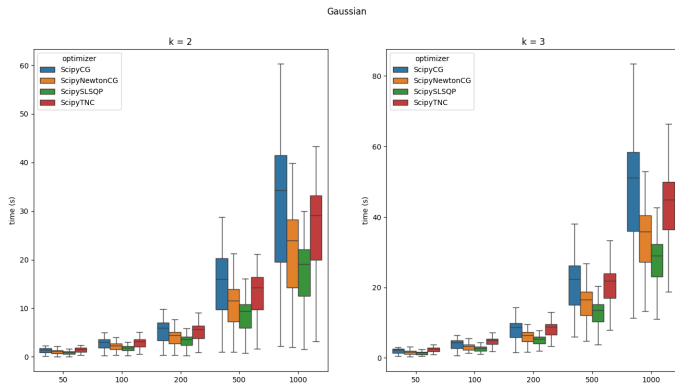 Gaussian
k = 2
optimizer
ScipyCG
ScipyNewtonCG
ScipySLSQP
ScipyTNC
time (s)
60
50
40
30
20
10
0
50 100 200 500 1000
k = 3
optimizer
ScipyCG
ScipyNewtonCG
ScipySLSQP
ScipyTNC
time (s)
80
60
40
20
0
50 100 200 500 1000